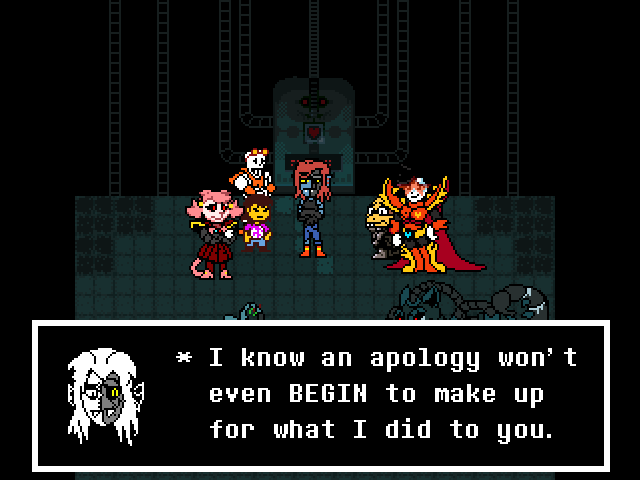 * I know an apology won't
even BEGIN to make up
for what I did to you.